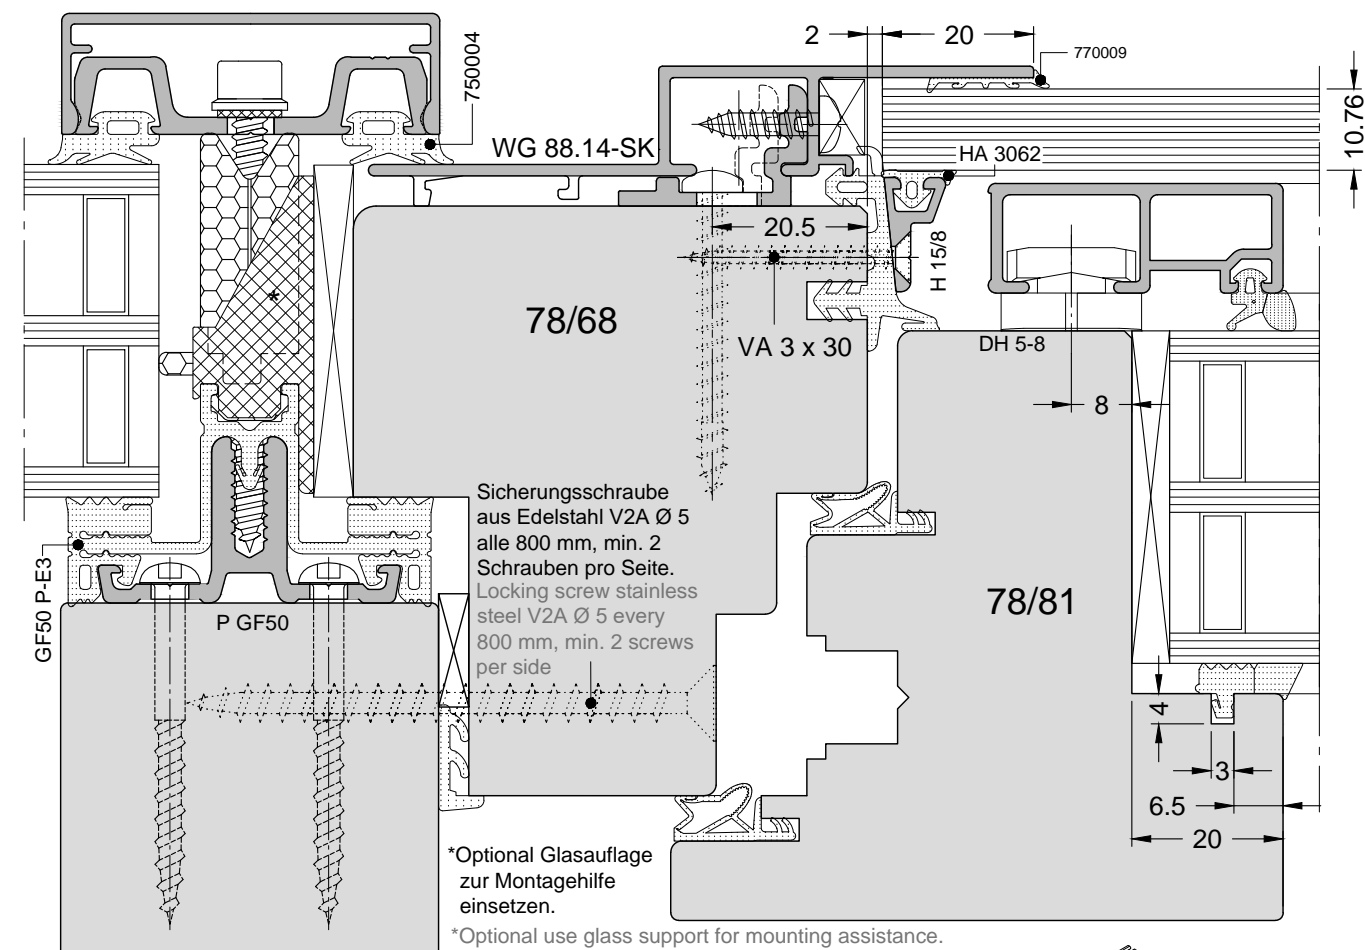 2
20
770009
750004
10.76
WG 88.14-SK
HA 3062
20.5
H 15/8
*
78/68
VA 3 x 30
DH 5-8
8
Sicherungsschraube
aus Edelstahl V2A Ø 5
alle 800 mm, min. 2
Schrauben pro Seite.
Locking screw stainless
steel V2A Ø 5 every
800 mm, min. 2 screws
per side
GF50 P-E3
P GF50
78/81
4
3
6.5
20
*Optional Glasauflage
zur Montagehilfe
einsetzen.
*Optional use glass support for mounting assistance.